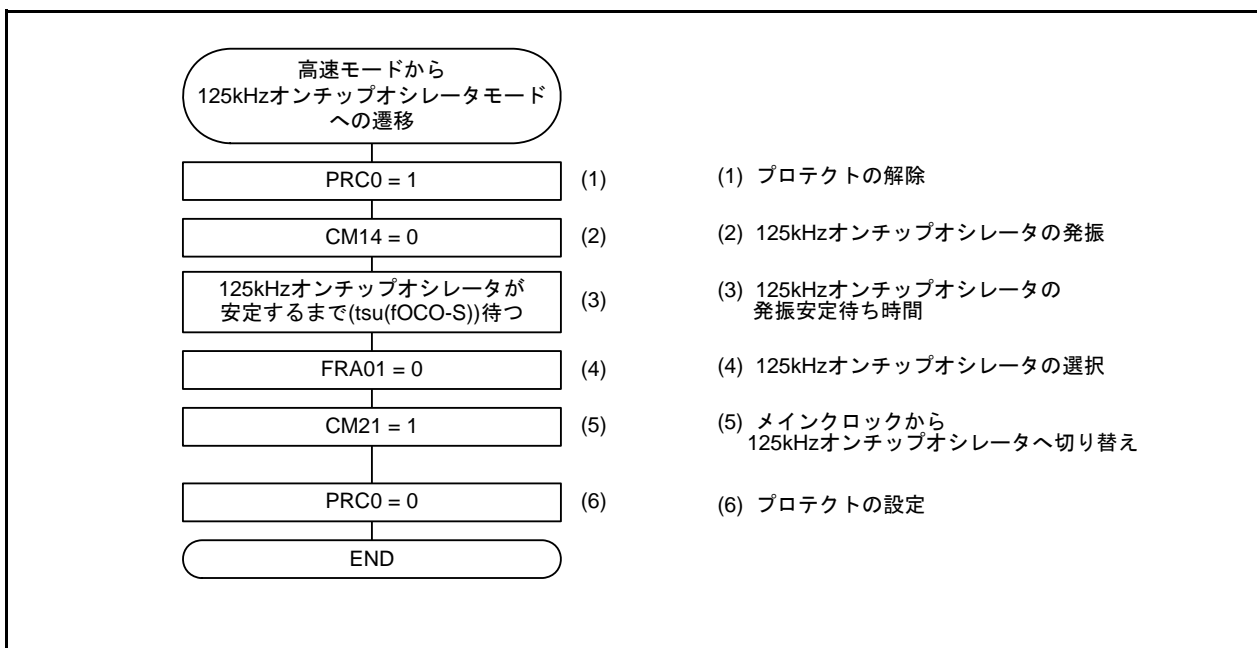 高速モードから
125kHzオンチップオシレータモード
への遷移
PRC0 = 1
(1)
(1) プロテクトの解除
CM14 = 0
(2)
(2) 125kHzオンチップオシレータの発振
125kHzオンチップオシレータが
安定するまで(tsu(fOCO-S))待つ
(3)
(3) 125kHzオンチップオシレータの
発振安定待ち時間
FRA01 = 0
(4)
(4) 125kHzオンチップオシレータの選択
CM21 = 1
(5)
(5) メインクロックから
125kHzオンチップオシレータへ切り替え
PRC0 = 0
(6)
(6) プロテクトの設定
END